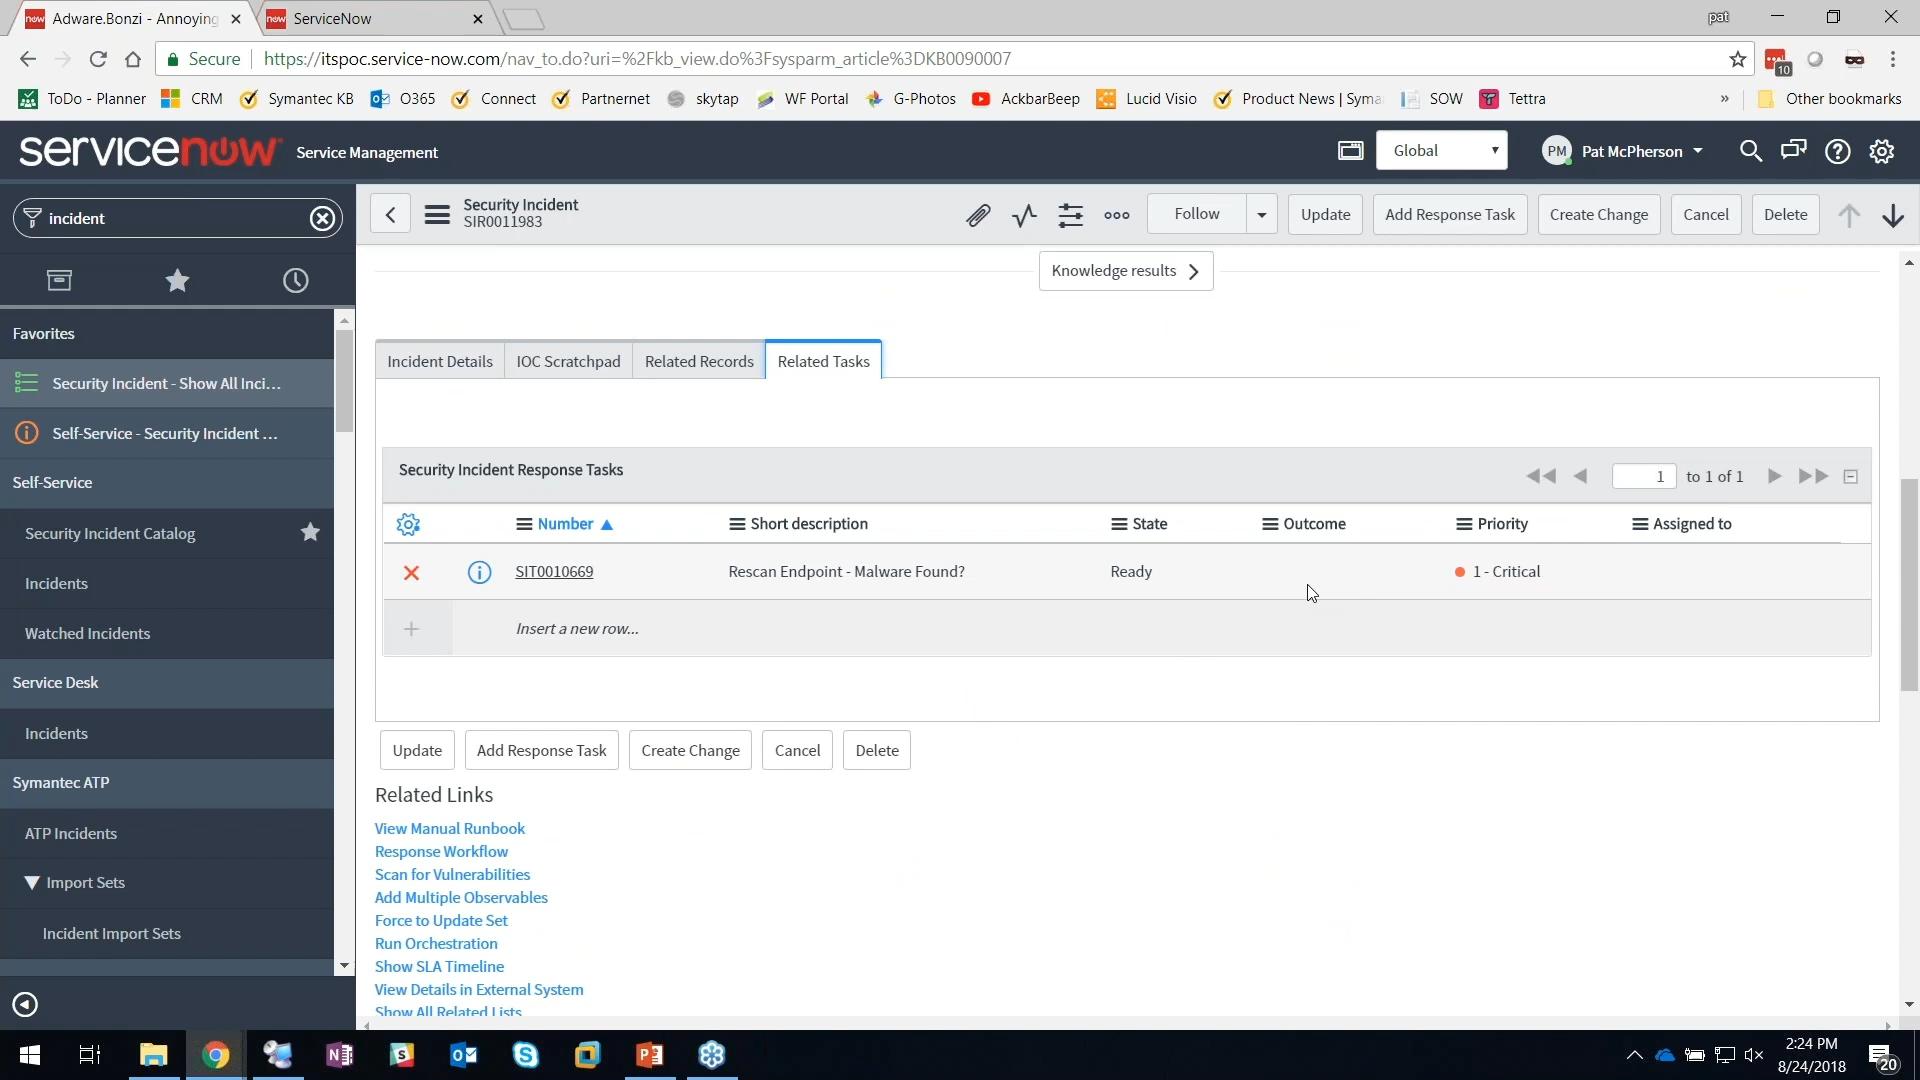 Adware.Bonzi - Annoying
ServiceNow
pat
Secure
https://itspoc.service-now.com/nav_to.do?uri=%2Fkb_view.do%3Fsysparm_article%3DKB0090007
10
ToDo - Planner
CRM
Symantec KB
O365
Connect
Partnernet
skytap
WF Portal
G-Photos
AckbarBeep
Lucid Visio
Product News | Syma
SOW
Tettra
»
Other bookmarks
servicenow
Service Management
Global
PM
Pat McPherson
incident
Security Incident
SIR0011983
Follow
Update
Add Response Task
Create Change
Cancel
Delete
Favorites
Security Incident - Show All Inci...
Self-Service - Security Incident ...
Self-Service
Security Incident Catalog
Incidents
Watched Incidents
Service Desk
Incidents
Symantec ATP
ATP Incidents
Import Sets
Incident Import Sets
Knowledge results
Incident Details
IOC Scratchpad
Related Records
Related Tasks
Security Incident Response Tasks
1 to 1 of 1
Number
Short description
State
Outcome
Priority
Assigned to
SIT0010669
Rescan Endpoint - Malware Found?
Ready
1 - Critical
Insert a new row...
Update
Add Response Task
Create Change
Cancel
Delete
Related Links
View Manual Runbook
Response Workflow
Scan for Vulnerabilities
Add Multiple Observables
Force to Update Set
Run Orchestration
Show SLA Timeline
View Details in External System
Show All Related Lists
2:24 PM
8/24/2018
20